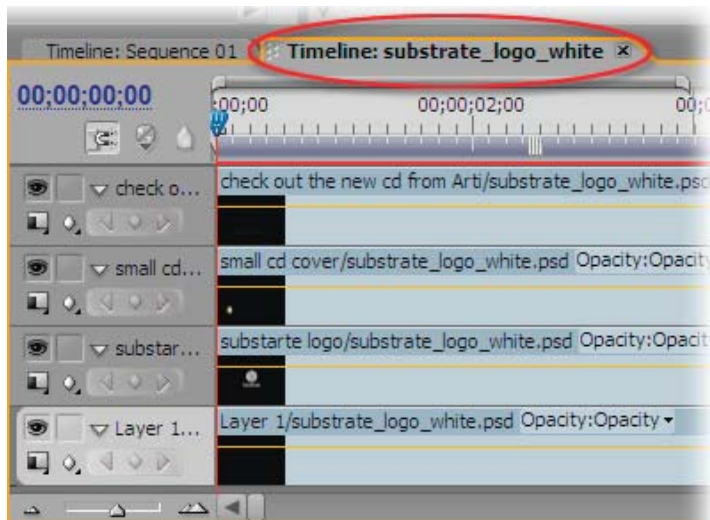 Timeline: Sequence 01
Timeline: substrate_logo_white
00;00;00;00
:00;00
00;00;02;00
00;0
check o...
check out the new cd from Arti/substrate_logo_white.psd
small cd...
small cd cover/substrate_logo_white.psd Opacity:Opacity
substar...
substarte logo/substrate_logo_white.psd Opacity:Opacit
Layer 1...
Layer 1/substrate_logo_white.psd Opacity:Opacity